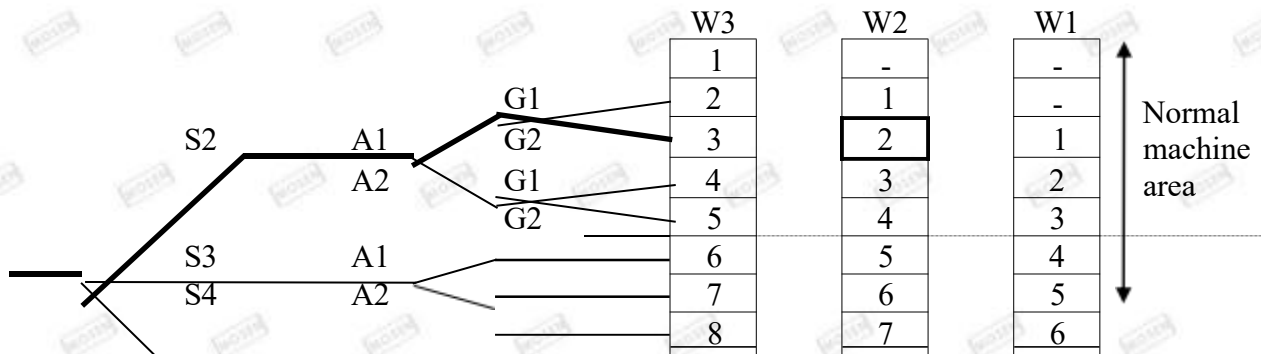 W3 W2 W1
1 - -
G1 2 1 -
S2 A1 G2 3 2 1 Normal machine area
A2 G1 4 3 2
G2 5 4 3
S3 A1 6 5 4
S4 A2 7 6 5
8 7 6
MOSEN